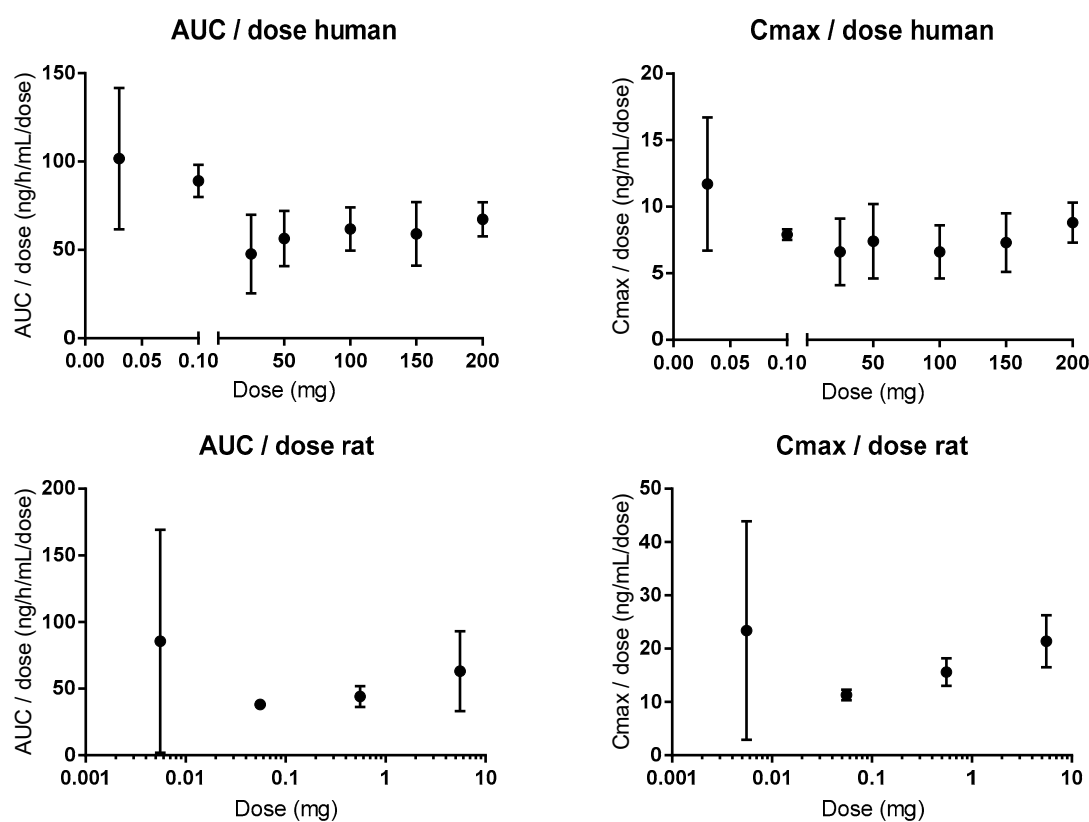 AUC / dose human
AUC / dose (ng/h/mL/dose)
150
100
50
0
0.00 0.05 0.10 50 100 150 200
Dose (mg)
Cmax / dose human
Cmax / dose (ng/mL/dose)
20
15
10
5
0
0.00 0.05 0.10 50 100 150 200
Dose (mg)
AUC / dose rat
AUC / dose (ng/h/mL/dose)
200
150
100
50
0
0.001 0.01 0.1 1 10
Dose (mg)
Cmax / dose rat
Cmax / dose (ng/mL/dose)
50
40
30
20
10
0
0.001 0.01 0.1 1 10
Dose (mg)